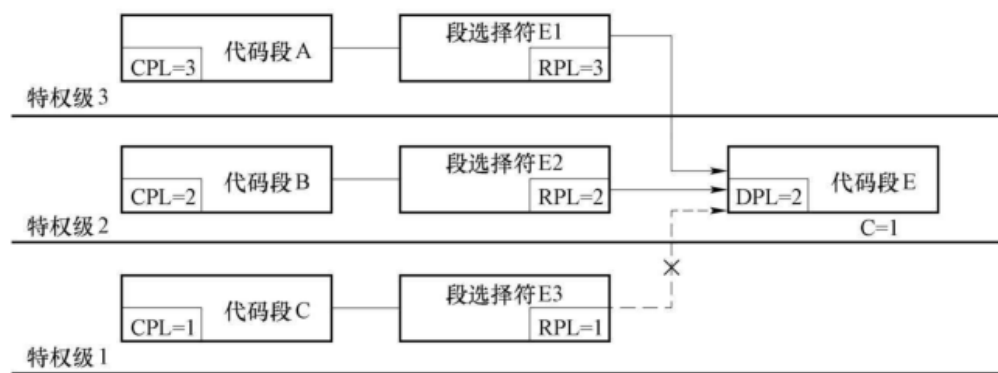 代码段A
段选择符E1
CPL=3
RPL=3
特权级3
代码段B
段选择符E2
代码段E
CPL=2
RPL=2
DPL=2
特权级2
C=1
代码段C
段选择符E3
CPL=1
RPL=1
特权级1